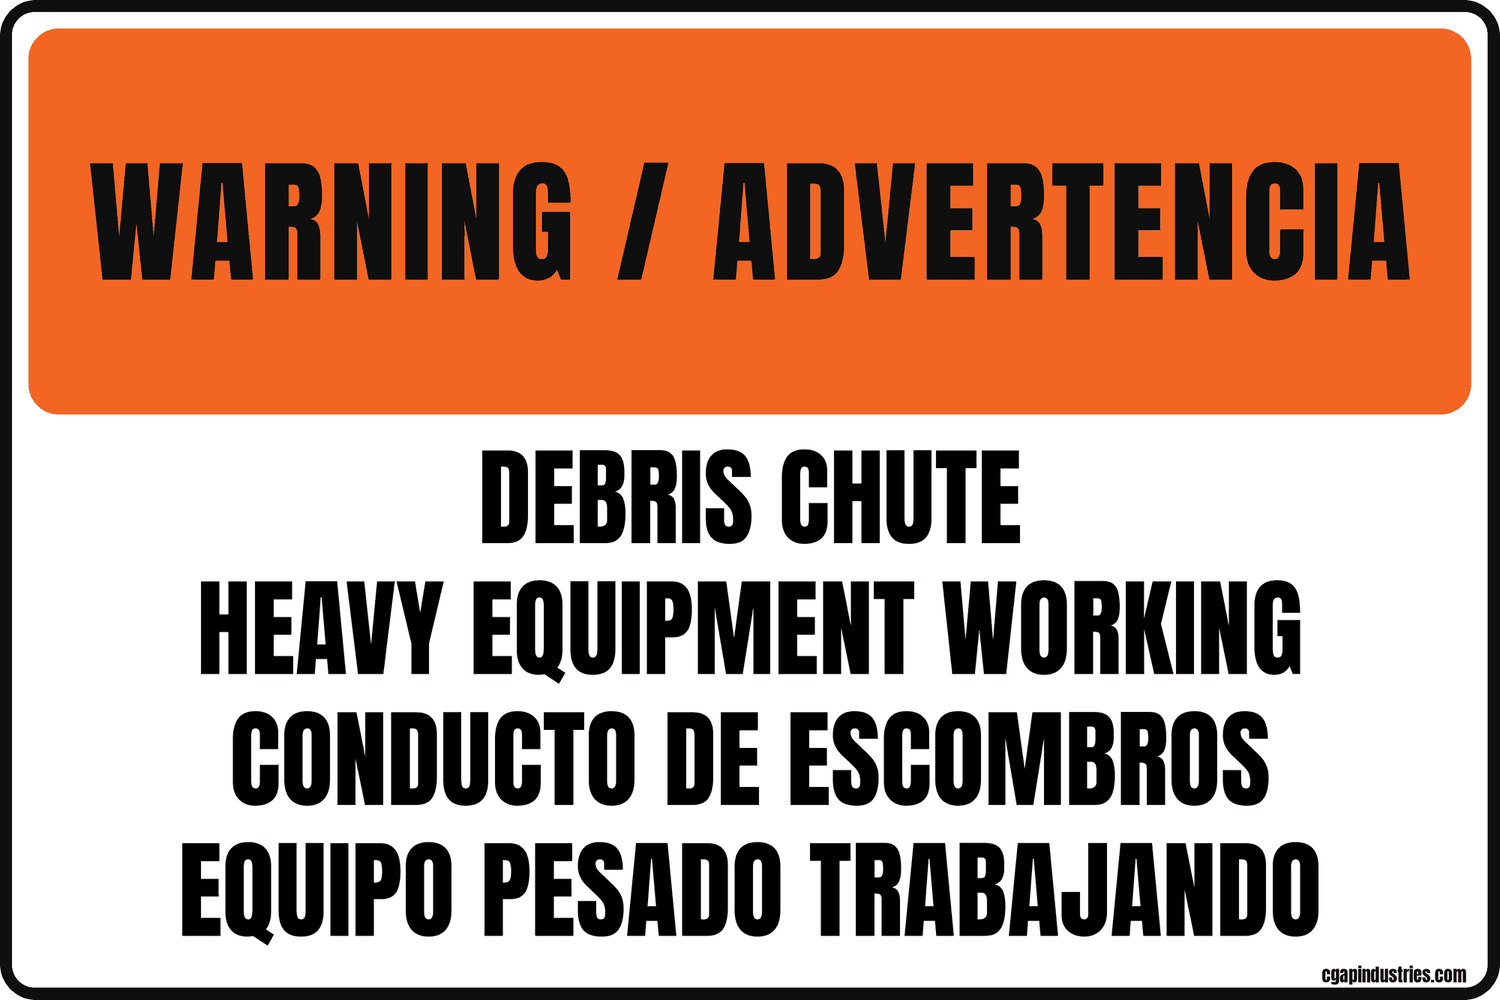 WARNING / ADVERTENCIA
DEBRIS CHUTE
HEAVY EQUIPMENT WORKING
CONDUCTO DE ESCOMBROS
EQUIPO PESADO TRABAJANDO
cgapindustries.com